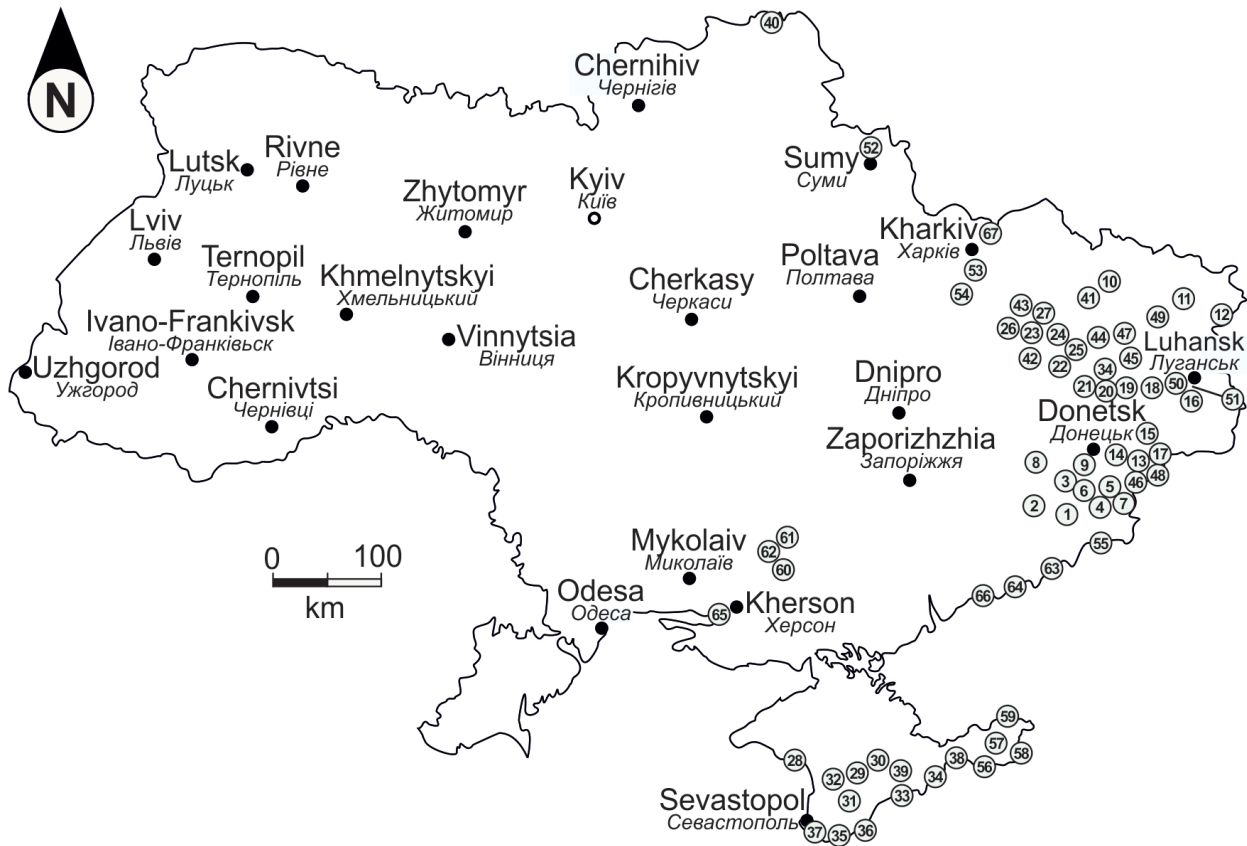 N
40
Chernihiv
Чернігів
52
Sumy
Суми
Rivne
Рівне
Lutsk
Луцьк
Kyiv
Київ
Zhytomyr
Житомир
Lviv
Львів
Kharkiv
Харків
67
Ternopil
Тернопіль
Poltava
Полтава
53
54
Khmelnytskyi
Хмельницький
Cherkasy
Черкаси
10
41
11
49
12
43
27
26
23
24
44
47
25
42
22
45
34
Ivano-Frankivsk
Івано-Франківьск
Vinnytsia
Вінниця
Luhansk
Луганськ
Uzhgorod
Ужгород
Chernivtsi
Чернівці
Kropyvnytskyi
Кропивницький
Dnipro
Дніпро
21
20
19
18
50
16
51
Donetsk
Донецьк
Zaporizhzhia
Запоріжжя
15
8
9
14
13
17
3
6
5
46
48
2
1
4
7
55
Mykolaiv
Миколаїв
61
62
60
0 100
km
63
64
66
Odesa
Одеса
65
Kherson
Херсон
59
57
58
28
30
29
32
39
38
56
34
31
33
Sevastopol
Севастополь
37
35
36